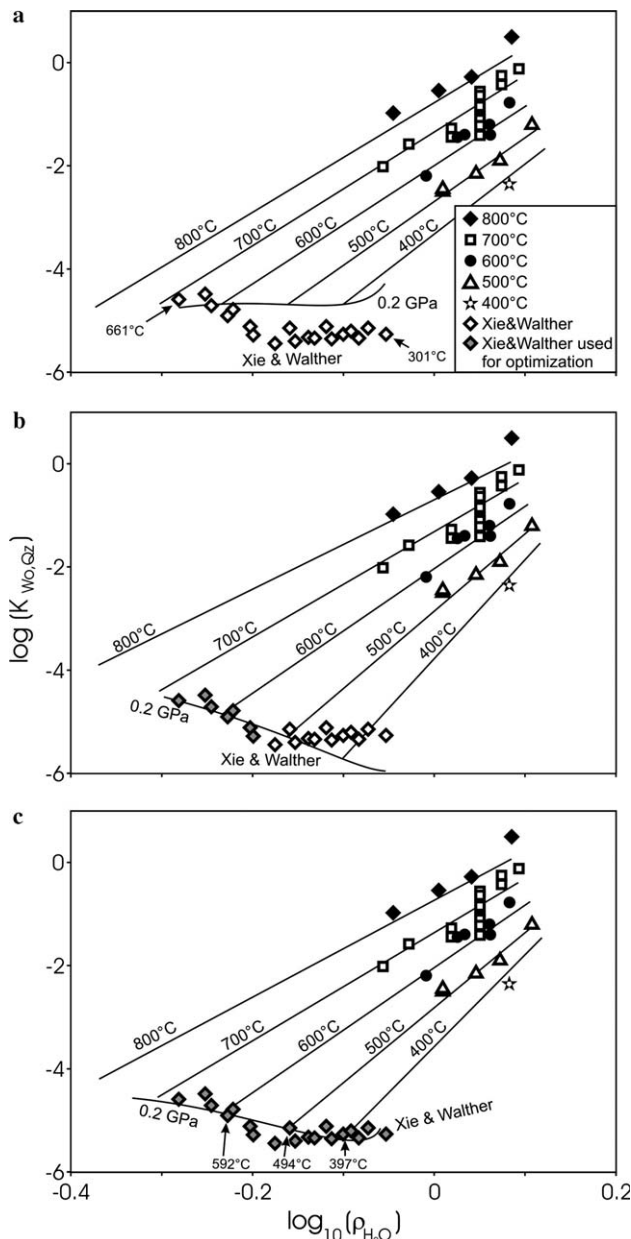 a
0
-2
-4
-6
800°C
700°C
600°C
500°C
400°C
0.2 GPa
661°C
Xie & Walther
301°C
800°C
700°C
600°C
500°C
400°C
Xie&Walther
Xie&Walther used
for optimization
b
0
-2
-4
-6
log (K Wo,Qz)
800°C
700°C
600°C
500°C
400°C
0.2 GPa
Xie & Walther
c
0
-2
-4
-6
800°C
700°C
600°C
500°C
400°C
0.2 GPa
Xie & Walther
592°C
494°C
397°C
-0.4
-0.2
0.0
0.2
log10(ρH2O)